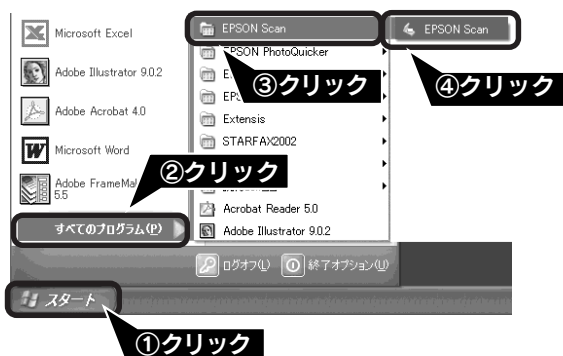 Microsoft Excel
Adobe Illustrator 9.0.2
Adobe Acrobat 4.0
Microsoft Word
Adobe FrameMa
5.5
すべてのプログラム(P)
スタート
①クリック
②クリック
EPSON Scan
EPSON PhotoQuicker
E
EPS
Extensis
STARFAX2002
Acrobat Reader 5.0
Adobe Illustrator 9.0.2
ログオフ(L)
終了オプション(U)
③クリック
EPSON Scan
④クリック